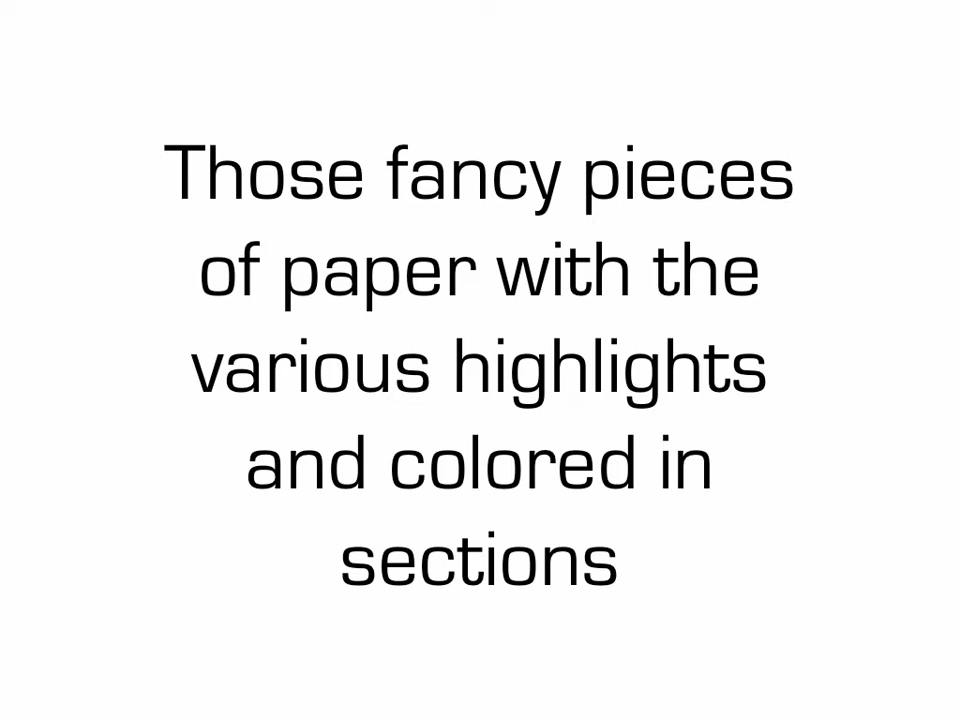 Those fancy pieces
of paper with the
various highlights
and colored in
sections